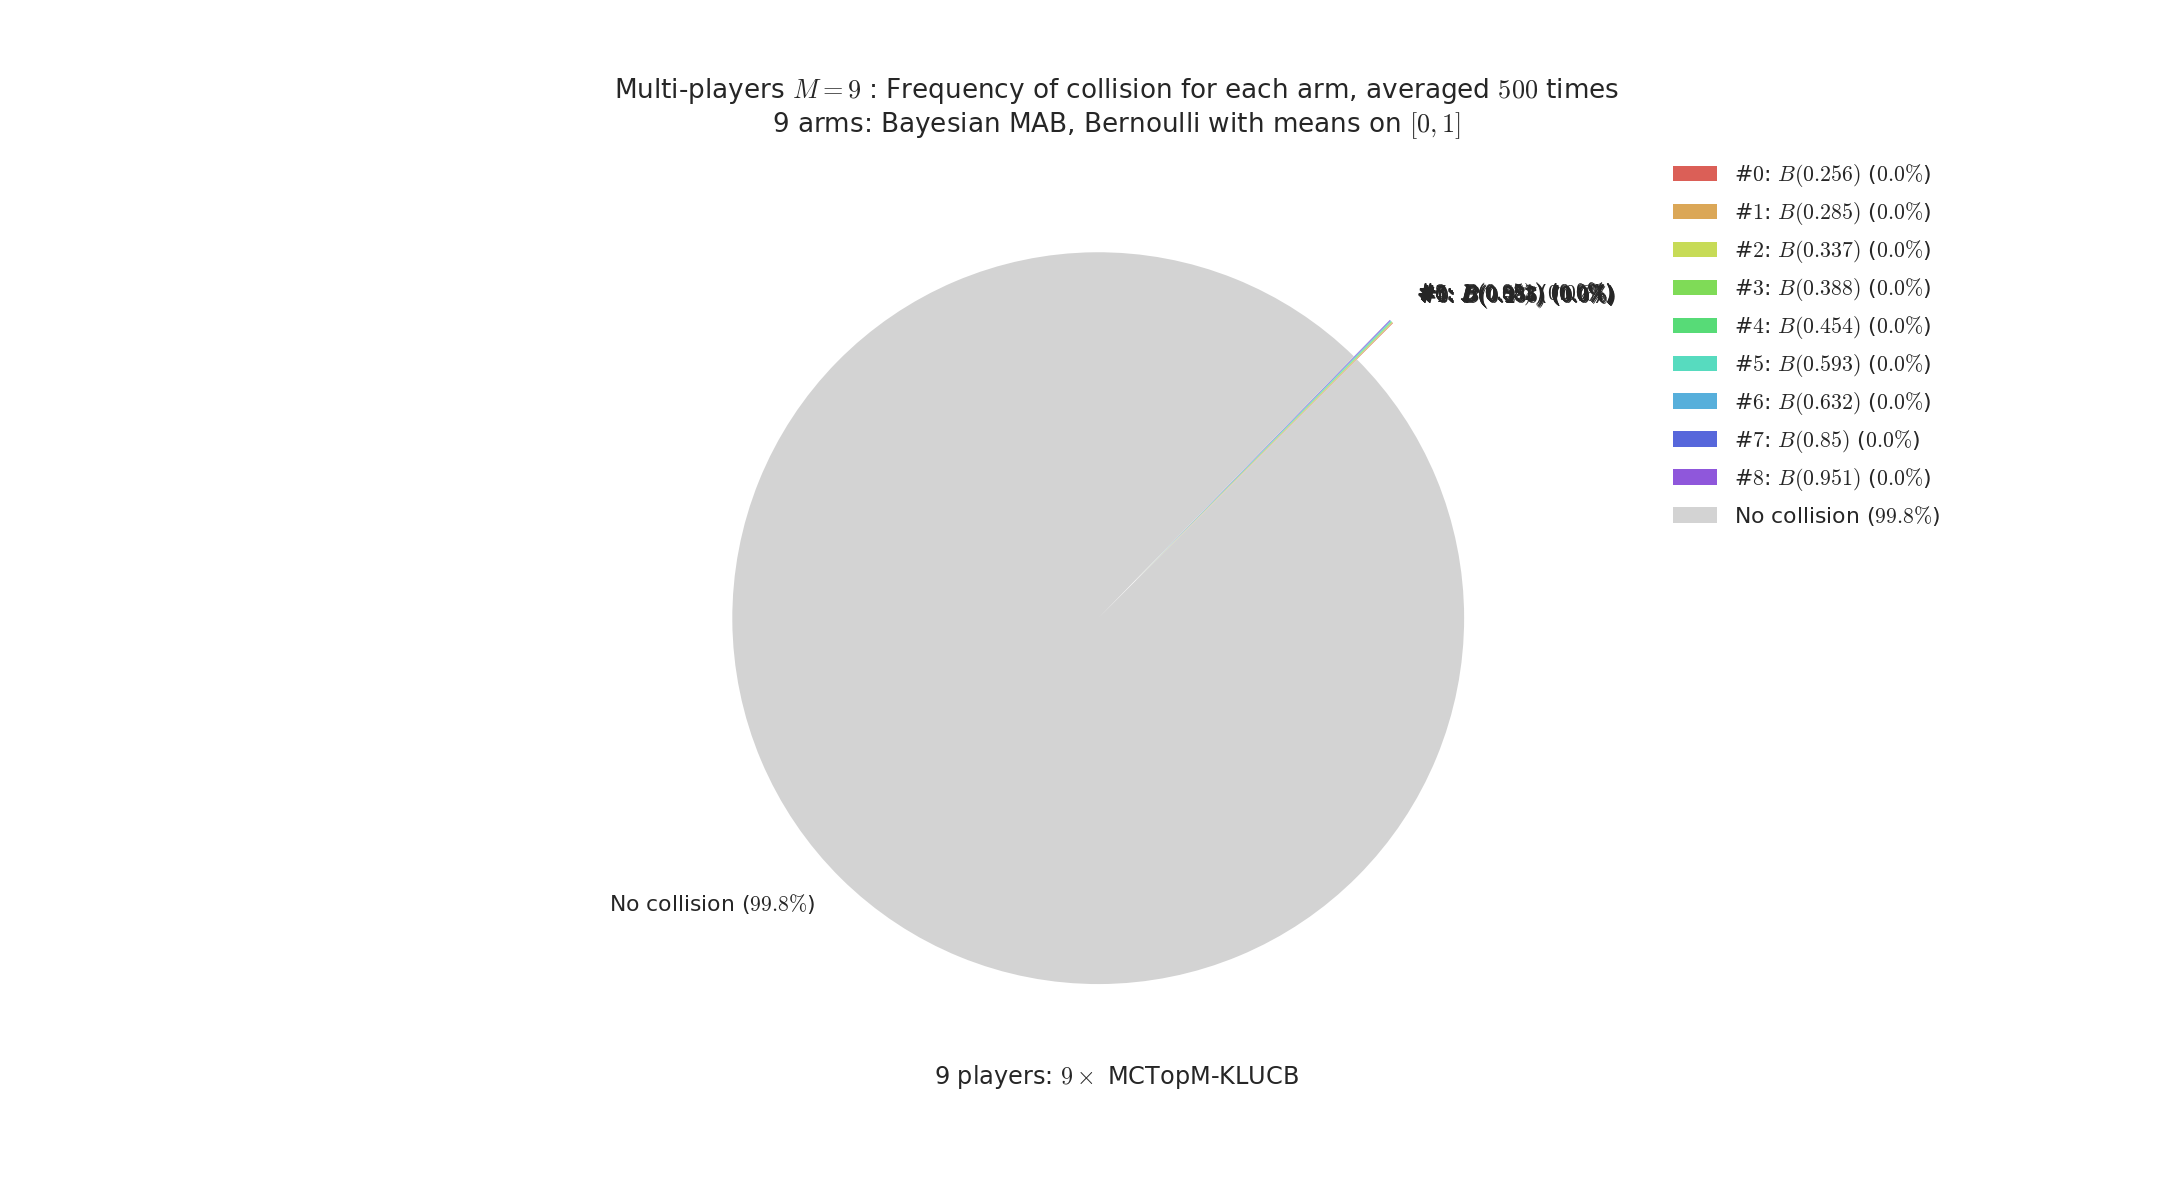 Multi-players M = 9 : Frequency of collision for each arm, averaged 500 times
9 arms: Bayesian MAB, Bernoulli with means on [0, 1]
#0: B(0.256) (0.0%)
#1: B(0.285) (0.0%)
#2: B(0.337) (0.0%)
#3: B(0.388) (0.0%)
#4: B(0.454) (0.0%)
#5: B(0.593) (0.0%)
#6: B(0.632) (0.0%)
#7: B(0.85) (0.0%)
#8: B(0.951) (0.0%)
No collision (99.8%)
No collision (99.8%)
9 players: 9 × MCTopM-KLUCB